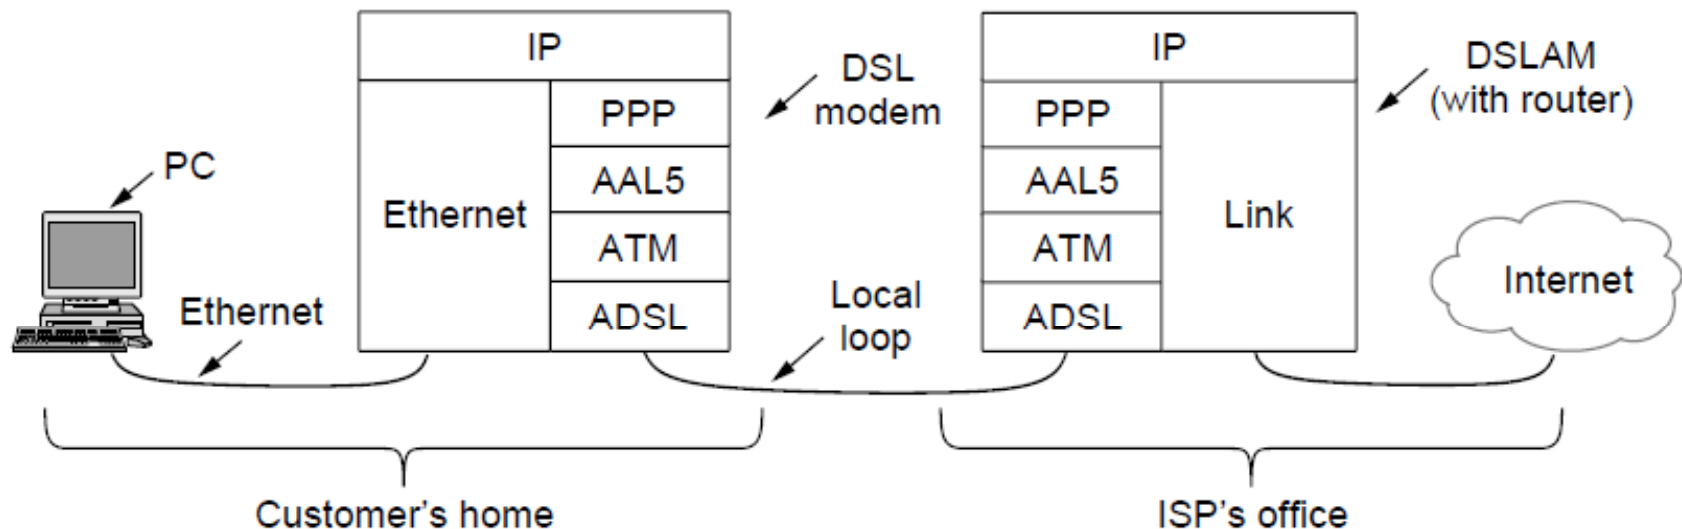 IP
DSL
modem
PPP
AAL5
ATM
ADSL
Ethernet
PC
Ethernet
Local
loop
IP
DSLAM
(with router)
PPP
AAL5
ATM
ADSL
Link
Internet
Customer's home
ISP's office